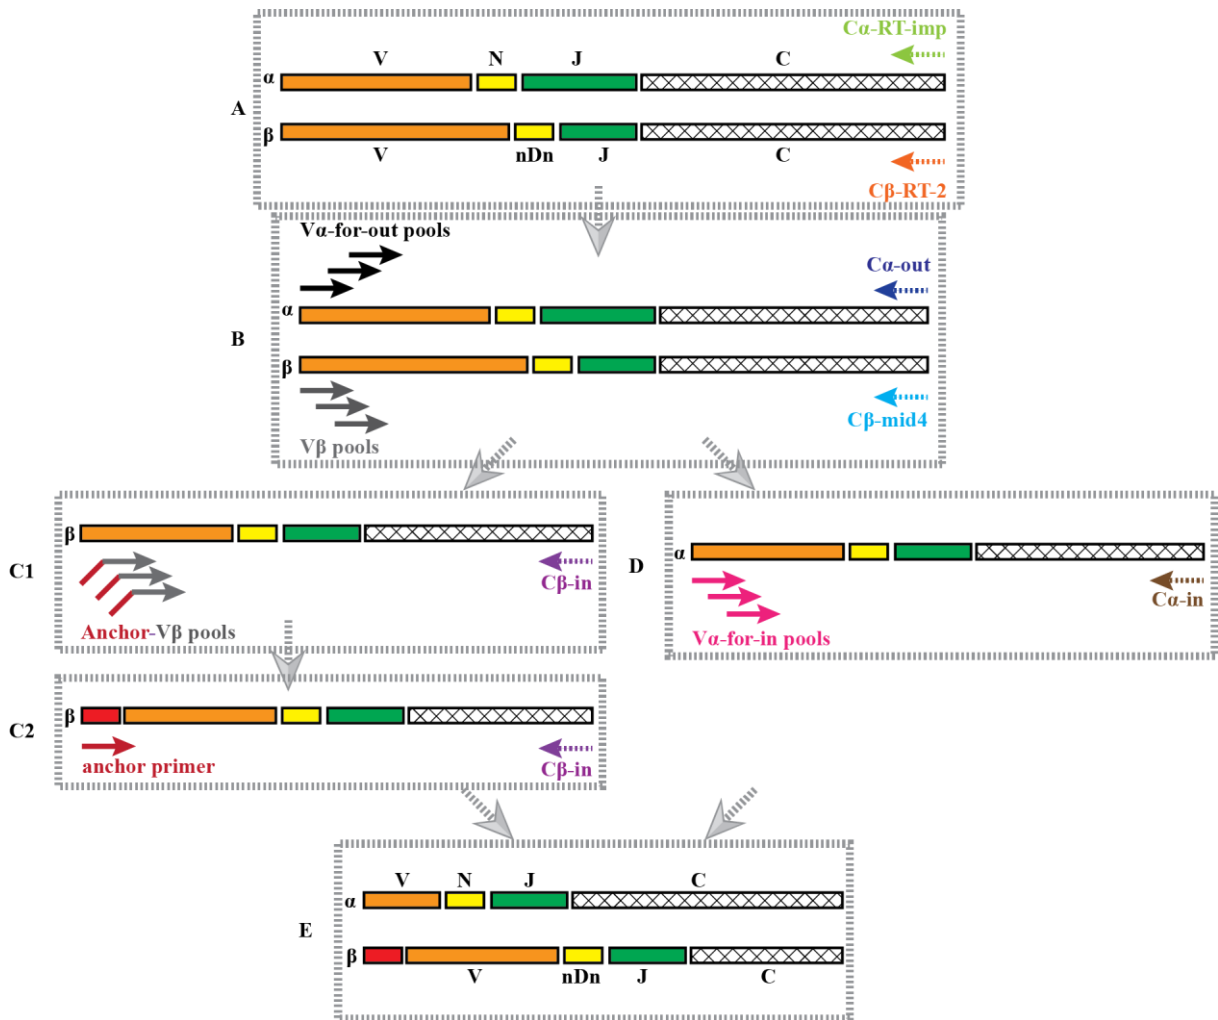 Cα-RT-imp
V N J C
α
A
β
V nDn J C
Cβ-RT-2
Vα-for-out pools
Cα-out
α
B
β
Cβ-mid4
Vβ pools
β
C1
Cβ-in
Anchor-Vβ pools
α
D
Cα-in
Vα-for-in pools
β
C2
anchor primer
Cβ-in
V N J C
α
E
β
V nDn J C